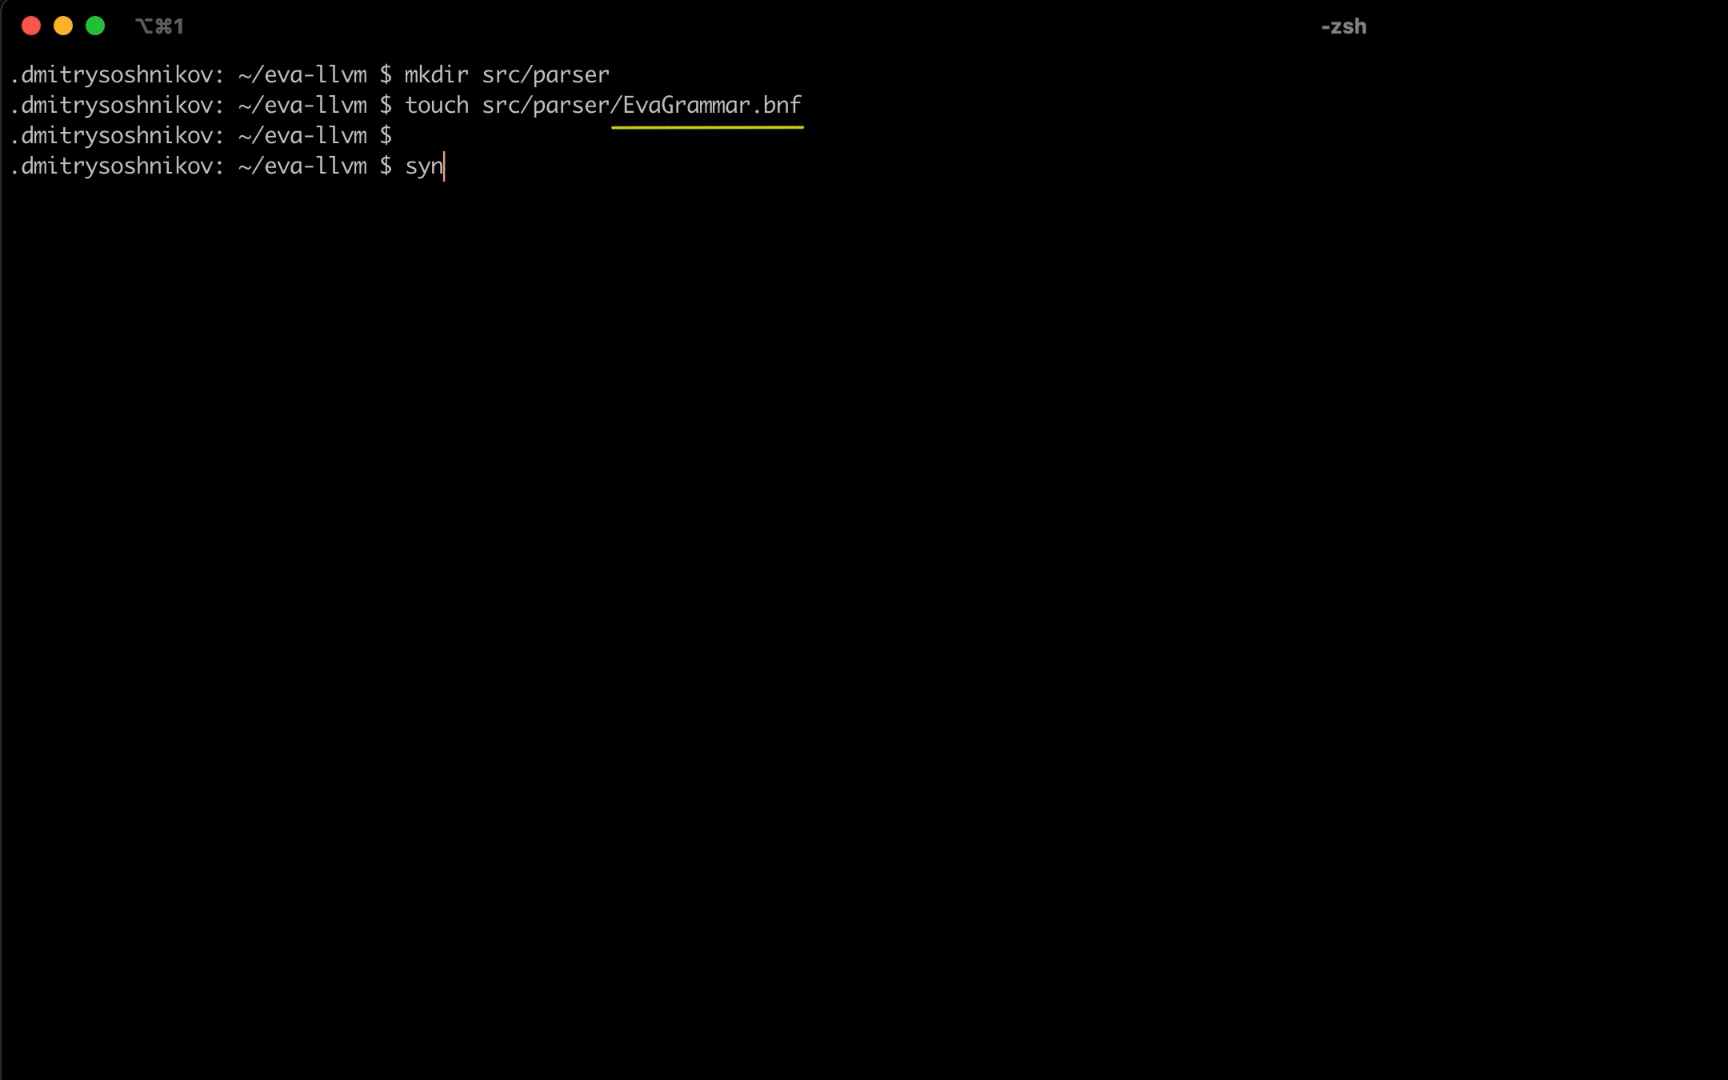 ⌥⌘1
-zsh
.dmitrysoshnikov: ~/eva-llvm $ mkdir src/parser
.dmitrysoshnikov: ~/eva-llvm $ touch src/parser/EvaGrammar.bnf
.dmitrysoshnikov: ~/eva-llvm $
.dmitrysoshnikov: ~/eva-llvm $ syn